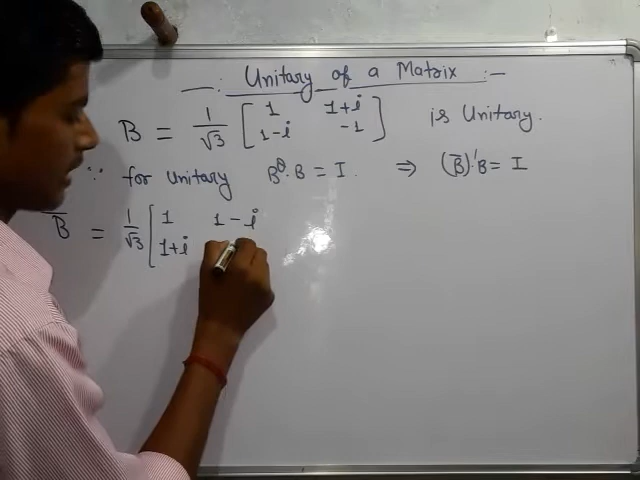 —: Unitary of a Matrix :—
B = 1/√3 [ 1 1+i
1-i -1 ] is Unitary.
∵ for unitary B^θ. B = I. ⇒ (B̅)'. B = I
B̅ = 1/√3 [ 1 1-i
1+i